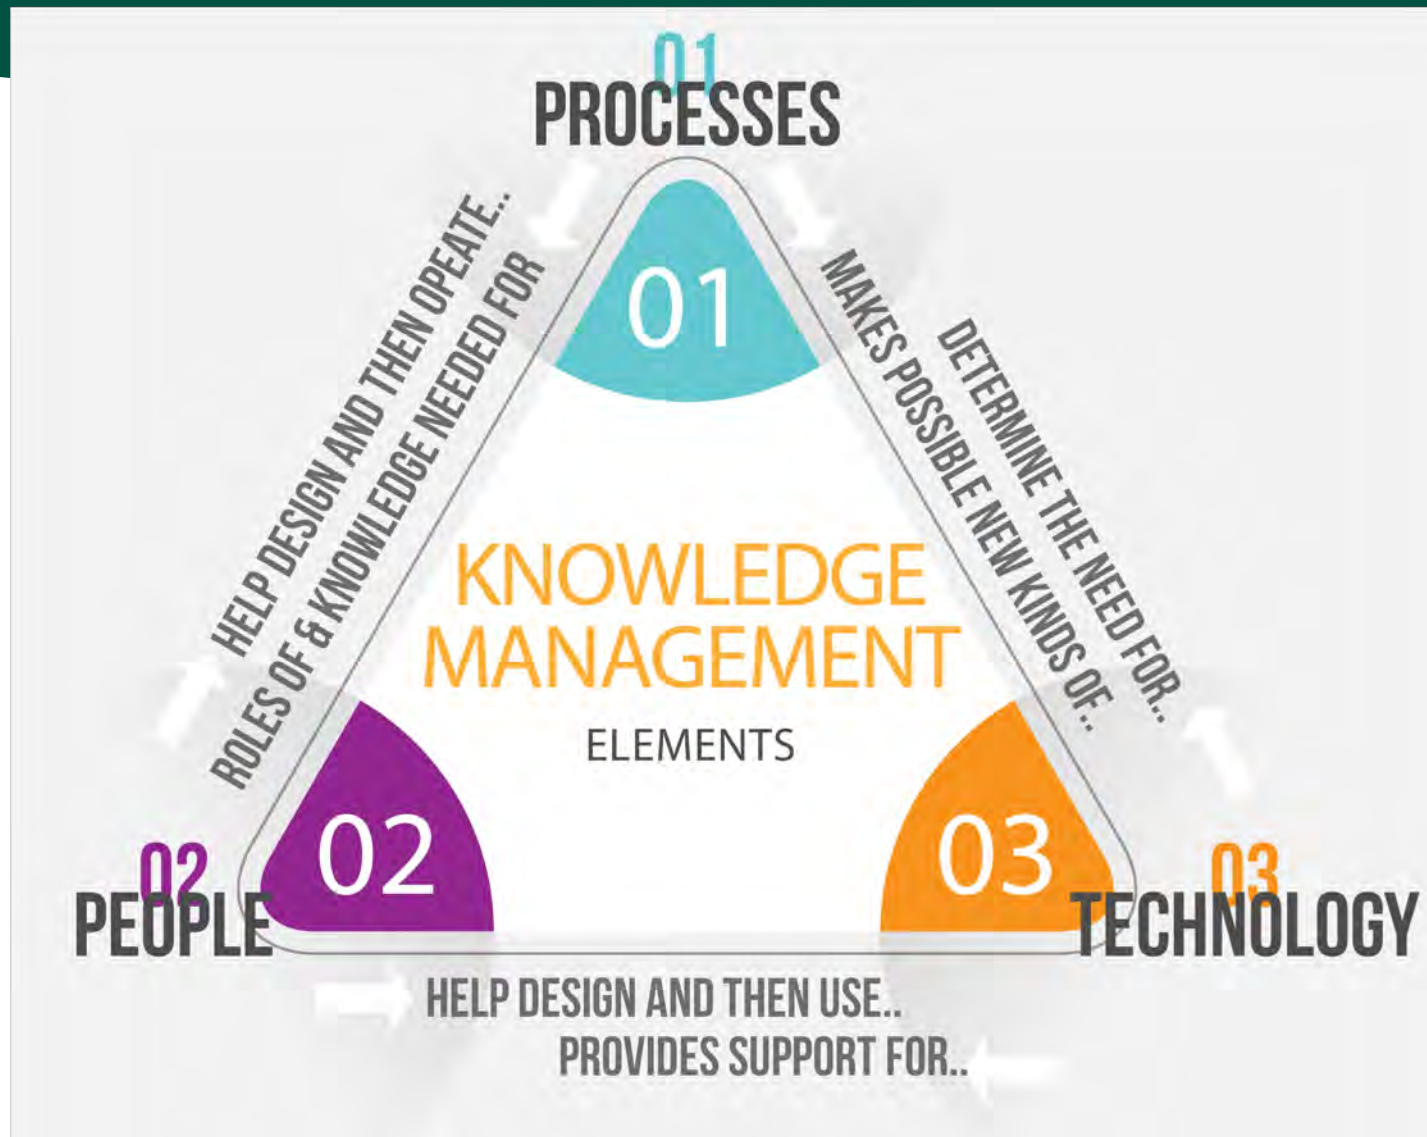 01
PROCESSES
HELP DESIGN AND THEN OPEATE..
ROLES OF & KNOWLEDGE NEEDED FOR
01
MAKES POSSIBLE NEW KINDS OF..
DETERMINE THE NEED FOR..
KNOWLEDGE
MANAGEMENT
ELEMENTS
02
PEOPLE
02
03
03
TECHNOLOGY
HELP DESIGN AND THEN USE..
PROVIDES SUPPORT FOR..